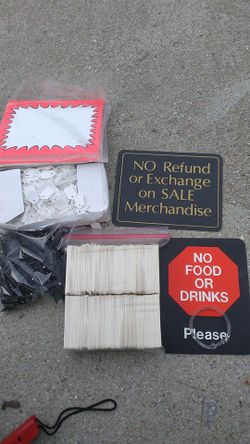 NO Refund
or Exchange
on SALE
Merchandise
NO
FOOD
OR
DRINKS
Please